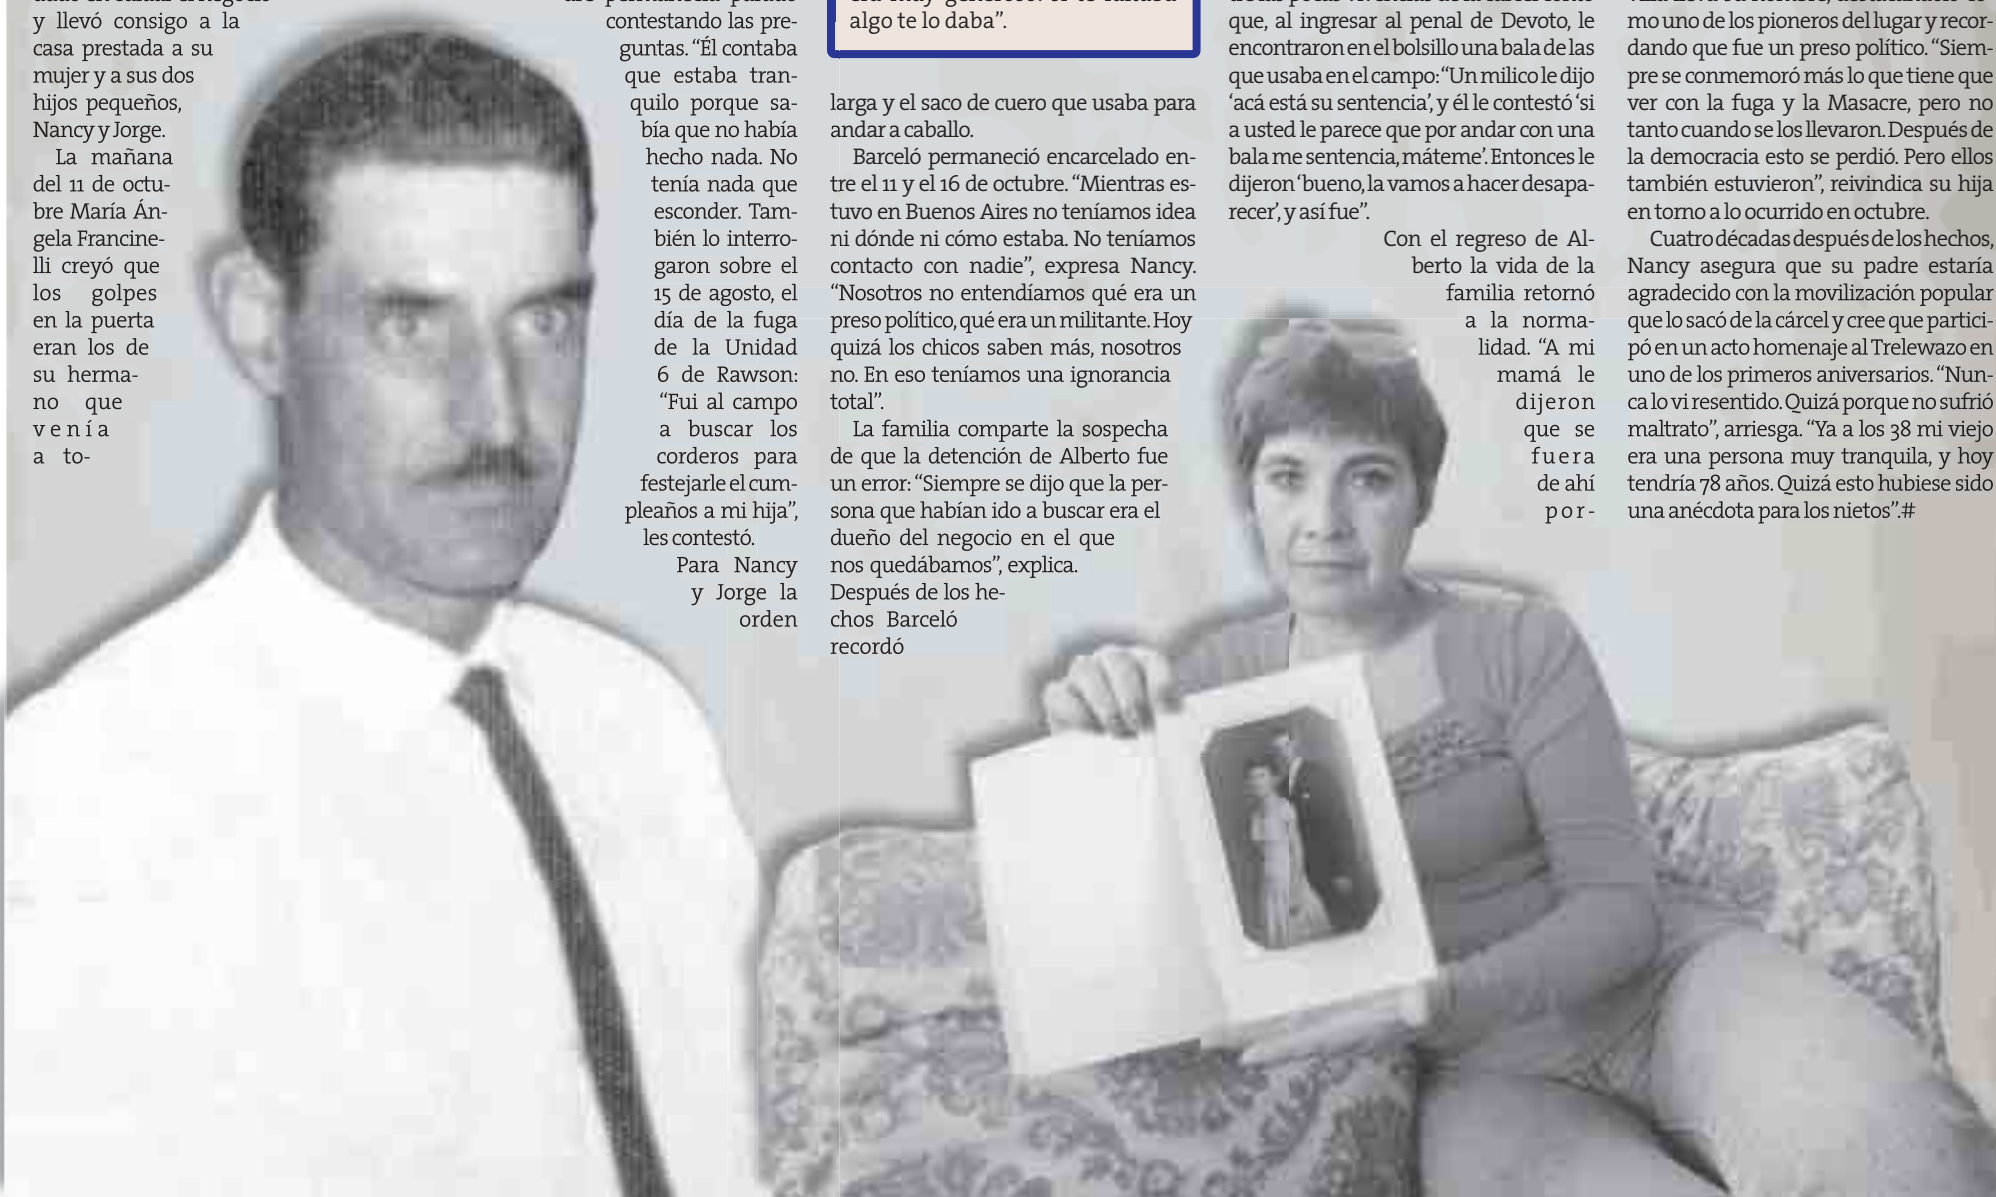 y llevó consigo a la
casa prestada a su
mujer y a sus dos
hijos pequeños,
Nancy y Jorge.
La mañana
del 11 de octu-
bre María Án-
gela Francine-
lli creyó que
los golpes
en la puerta
eran los de
su herma-
no que
venía
a to-
contestando las pre-
guntas. “Él contaba
que estaba tran-
quilo porque sa-
bía que no había
hecho nada. No
tenía nada que
esconder. Tam-
bién lo interro-
garon sobre el
15 de agosto, el
día de la fuga
de la Unidad
6 de Rawson:
“Fui al campo
a buscar los
corderos para
festejarle el cum-
pleaños a mi hija”,
les contestó.
Para Nancy
y Jorge la
orden
algo te lo daba”.
larga y el saco de cuero que usaba para
andar a caballo.
Barceló permaneció encarcelado en-
tre el 11 y el 16 de octubre. “Mientras es-
tuvo en Buenos Aires no teníamos idea
ni dónde ni cómo estaba. No teníamos
contacto con nadie”, expresa Nancy.
“Nosotros no entendíamos qué era un
preso político, qué era un militante. Hoy
quizá los chicos saben más, nosotros
no. En eso teníamos una ignorancia
total”.
La familia comparte la sospecha
de que la detención de Alberto fue
un error: “Siempre se dijo que la per-
sona que habían ido a buscar era el
dueño del negocio en el que
nos quedábamos”, explica.
Después de los he-
chos Barceló
recordó
que, al ingresar al penal de Devoto, le
encontraron en el bolsillo una bala de las
que usaba en el campo: “Un milico le dijo
‘acá está su sentencia’, y él le contestó ‘si
a usted le parece que por andar con una
bala me sentencia, máteme’. Entonces le
dijeron ‘bueno, la vamos a hacer desapa-
recer’, y así fue”.
Con el regreso de Al-
berto la vida de la
familia retornó
a la norma-
lidad. “A mi
mamá le
dijeron
que se
fuera
de ahí
por-
mo uno de los pioneros del lugar y recor-
dando que fue un preso político. “Siem-
pre se conmemoró más lo que tiene que
ver con la fuga y la Masacre, pero no
tanto cuando se los llevaron. Después de
la democracia esto se perdió. Pero ellos
también estuvieron”, reivindica su hija
en torno a lo ocurrido en octubre.
Cuatro décadas después de los hechos,
Nancy asegura que su padre estaría
agradecido con la movilización popular
que lo sacó de la cárcel y cree que partici-
pó en un acto homenaje al Trelewazo en
uno de los primeros aniversarios. “Nun-
ca lo vi resentido. Quizá porque no sufrió
maltrato”, arriesga. “Ya a los 38 mi viejo
era una persona muy tranquila, y hoy
tendría 78 años. Quizá esto hubiese sido
una anécdota para los nietos”.#